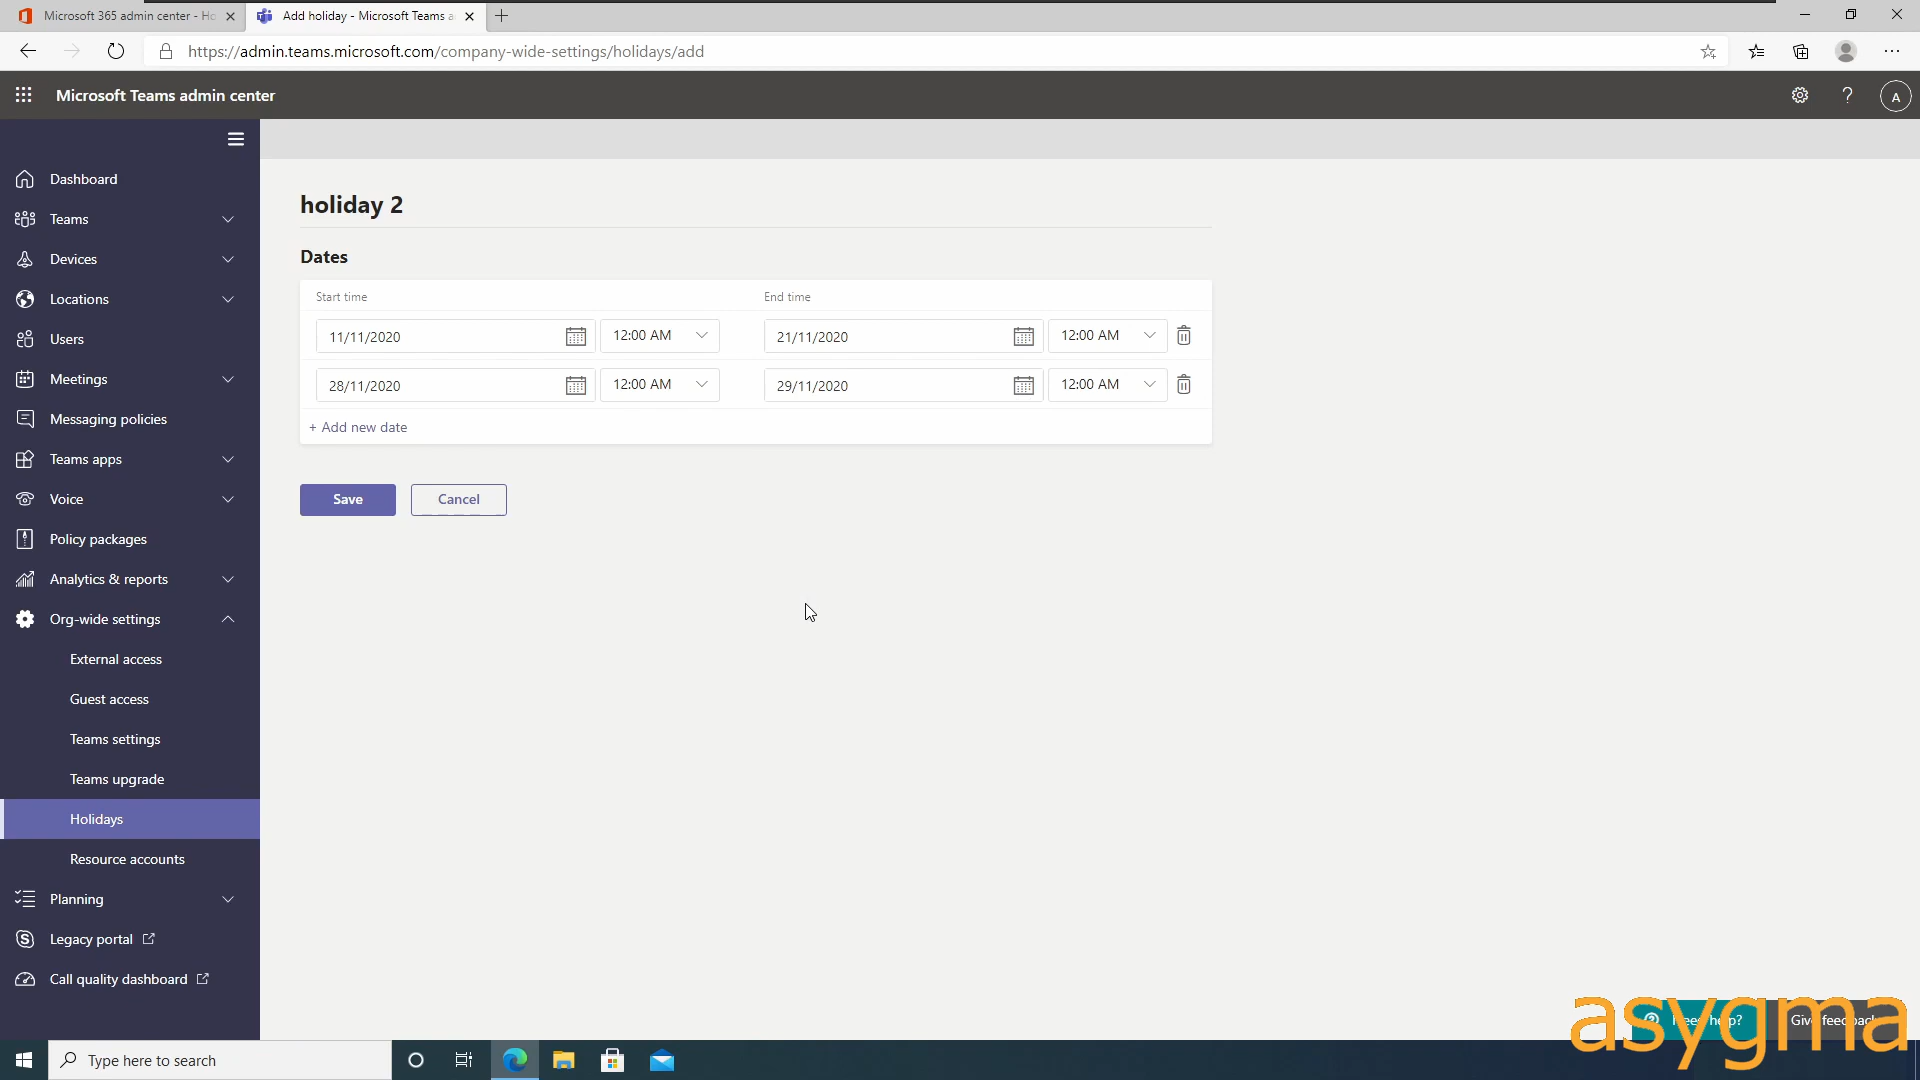 Microsoft 365 admin center - Ho
Add holiday - Microsoft Teams a
https://admin.teams.microsoft.com/company-wide-settings/holidays/add
Microsoft Teams admin center
A
Dashboard
Teams
Devices
Locations
Users
Meetings
Messaging policies
Teams apps
Voice
Policy packages
Analytics & reports
Org-wide settings
External access
Guest access
Teams settings
Teams upgrade
Holidays
Resource accounts
Planning
Legacy portal
Call quality dashboard
holiday 2
Dates
Start time End time
11/11/2020 12:00 AM 21/11/2020 12:00 AM
28/11/2020 12:00 AM 29/11/2020 12:00 AM
+ Add new date
Save Cancel
Need help? Give feedback
asygma
Type here to search